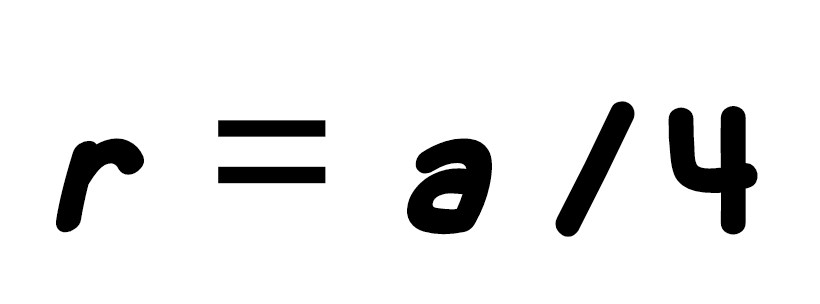 r = a / 4